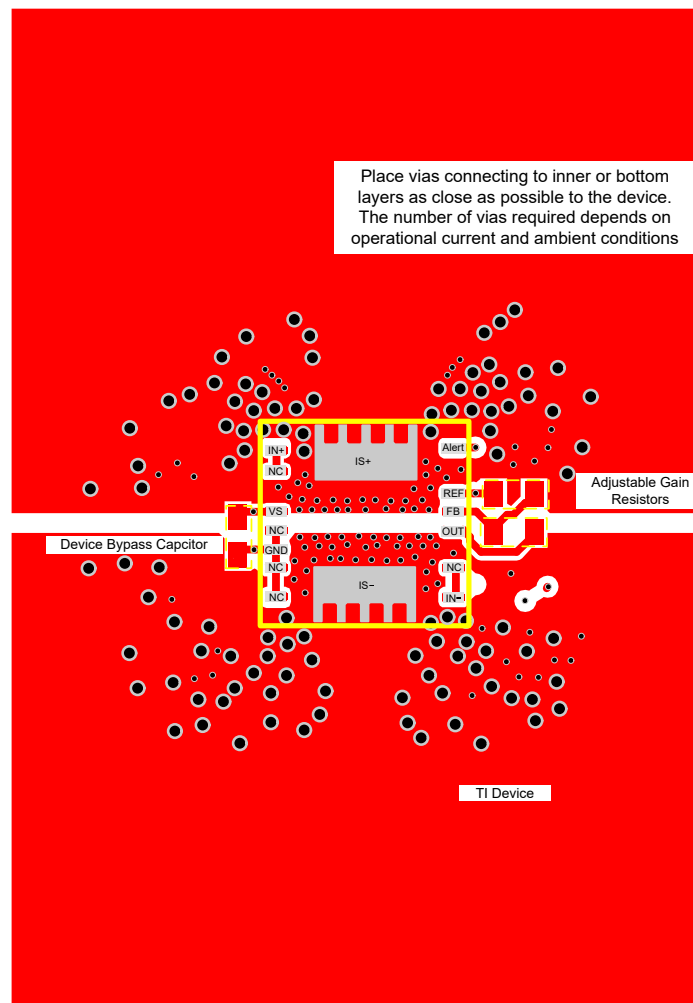 Place vias connecting to inner or bottom
layers as close as possible to the device.
The number of vias required depends on
operational current and ambient conditions
IN+
NC
IS+
Alert
REF
Adjustable Gain
Resistors
VS
FB
NC
OUT
Device Bypass Capcitor
GND
NC
NC
IS−
NC
IN−
TI Device